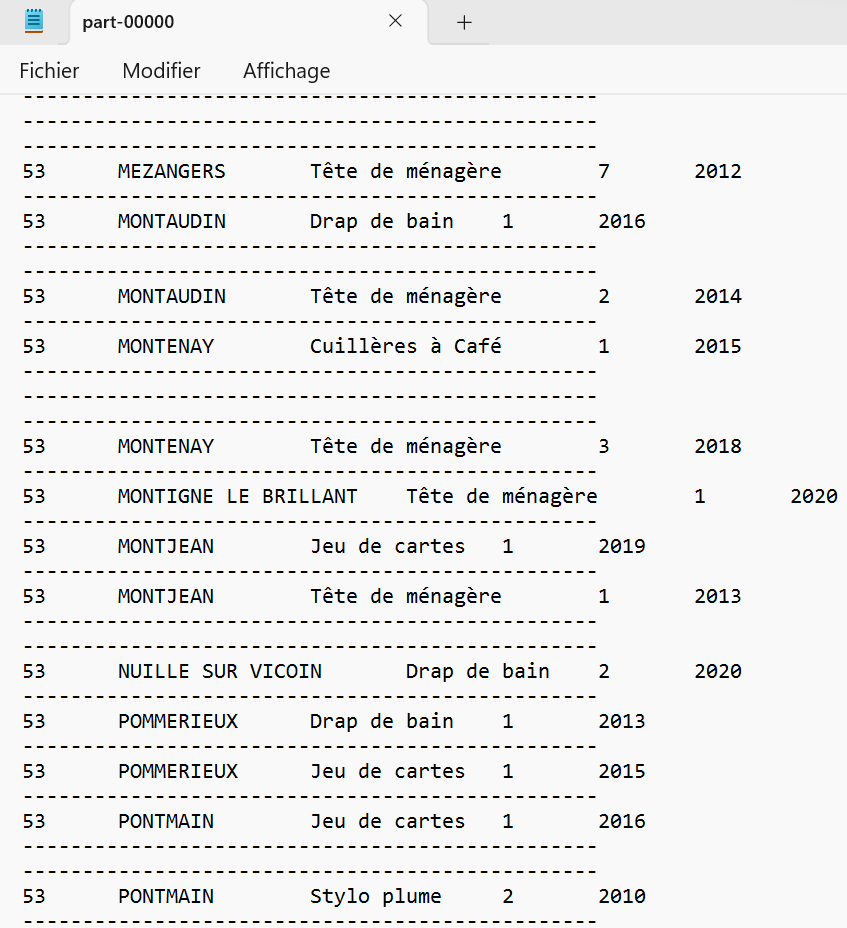 part-00000
Fichier Modifier Affichage
------------------------------------------------
------------------------------------------------
------------------------------------------------
53 MEZANGERS Tête de ménagère 7 2012
------------------------------------------------
53 MONTAUDIN Drap de bain 1 2016
------------------------------------------------
------------------------------------------------
53 MONTAUDIN Tête de ménagère 2 2014
------------------------------------------------
53 MONTENAY Cuillères à Café 1 2015
------------------------------------------------
------------------------------------------------
------------------------------------------------
53 MONTENAY Tête de ménagère 3 2018
------------------------------------------------
53 MONTIGNE LE BRILLANT Tête de ménagère 1 2020
------------------------------------------------
53 MONTJEAN Jeu de cartes 1 2019
------------------------------------------------
53 MONTJEAN Tête de ménagère 1 2013
------------------------------------------------
------------------------------------------------
53 NUILLE SUR VICOIN Drap de bain 2 2020
------------------------------------------------
53 POMMERIEUX Drap de bain 1 2013
------------------------------------------------
53 POMMERIEUX Jeu de cartes 1 2015
------------------------------------------------
53 PONTMAIN Jeu de cartes 1 2016
------------------------------------------------
------------------------------------------------
53 PONTMAIN Stylo plume 2 2010
------------------------------------------------